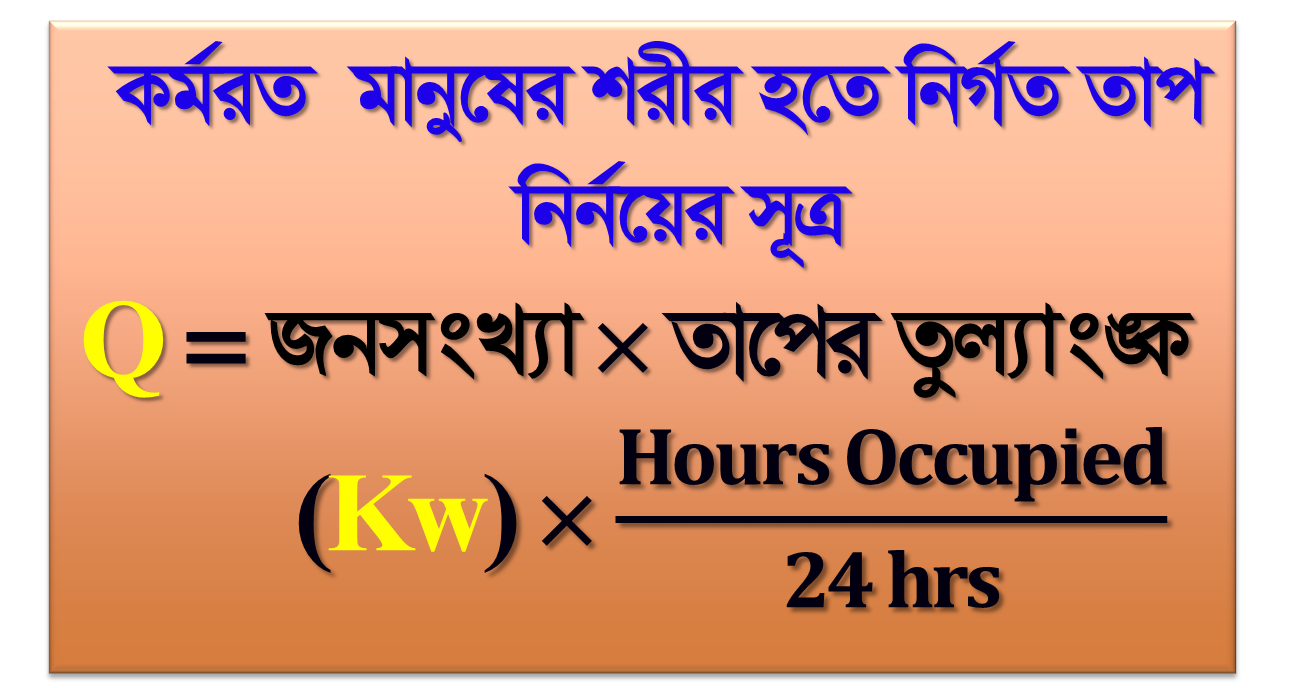 কর্মরত মানুষের শরীর হতে নির্গত তাপ
নির্নয়ের সূত্র
Q = জনসংখ্যা × তাপের তুল্যাংঙ্ক
(Kw) × Hours Occupied
24 hrs